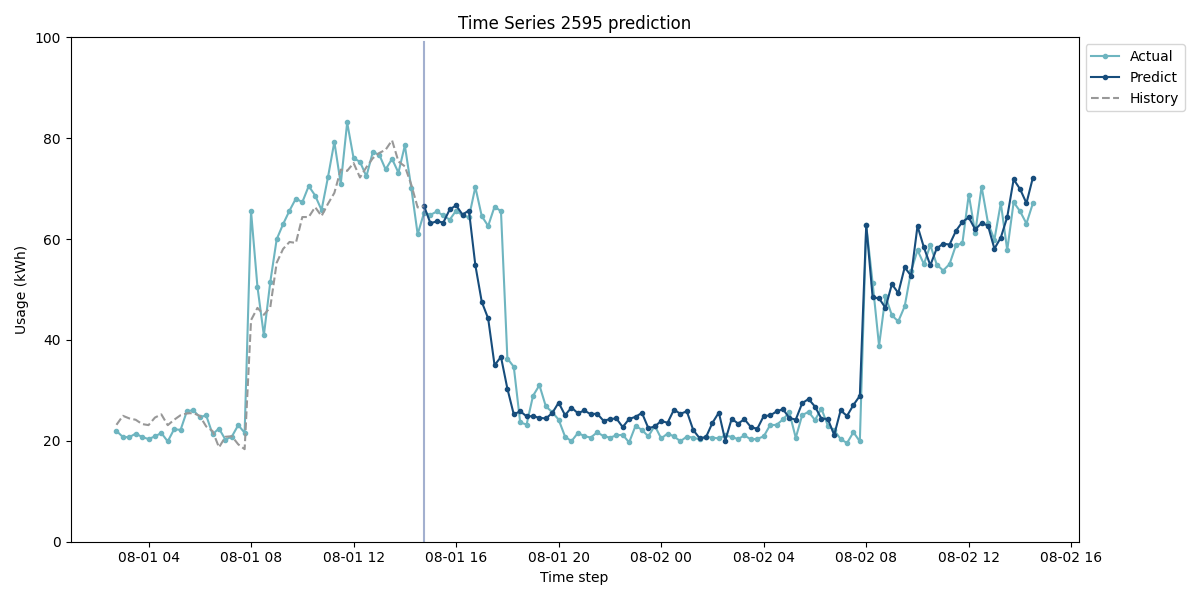 Time Series 2595 prediction
100
80
60
40
20
0
Usage (kWh)
08-01 04
08-01 08
08-01 12
08-01 16
08-01 20
08-02 00
08-02 04
08-02 08
08-02 12
08-02 16
Time step
Actual
Predict
History